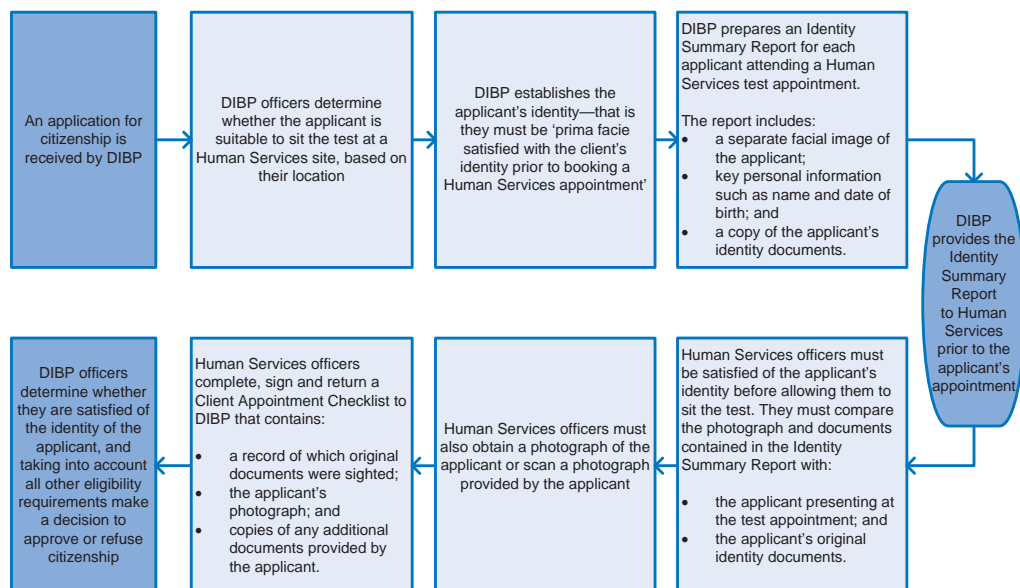 An application for
citizenship is
received by DIBP
DIBP officers determine
whether the applicant is
suitable to sit the test at a
Human Services site, based on
their location
DIBP establishes the
applicant’s identity—that is
they must be ‘prima facie
satisfied with the client’s
identity prior to booking a
Human Services appointment’
DIBP prepares an Identity
Summary Report for each
applicant attending a Human
Services test appointment.
The report includes:
• a separate facial image of
the applicant;
• key personal information
such as name and date of
birth; and
• a copy of the applicant’s
identity documents.
DIBP
provides the
Identity
Summary
Report
to Human
Services
prior to the
applicant’s
appointment
Human Services officers must
be satisfied of the applicant’s
identity before allowing them to
sit the test. They must compare
the photograph and documents
contained in the Identity
Summary Report with:
• the applicant presenting at
the test appointment; and
• the applicant’s original
identity documents.
Human Services officers must
also obtain a photograph of the
applicant or scan a photograph
provided by the applicant
Human Services officers
complete, sign and return a
Client Appointment Checklist to
DIBP that contains:
• a record of which original
documents were sighted;
• the applicant’s
photograph; and
• copies of any additional
documents provided by
the applicant.
DIBP officers
determine whether
they are satisfied of
the identity of the
applicant, and
taking into account
all other eligibility
requirements make
a decision to
approve or refuse
citizenship